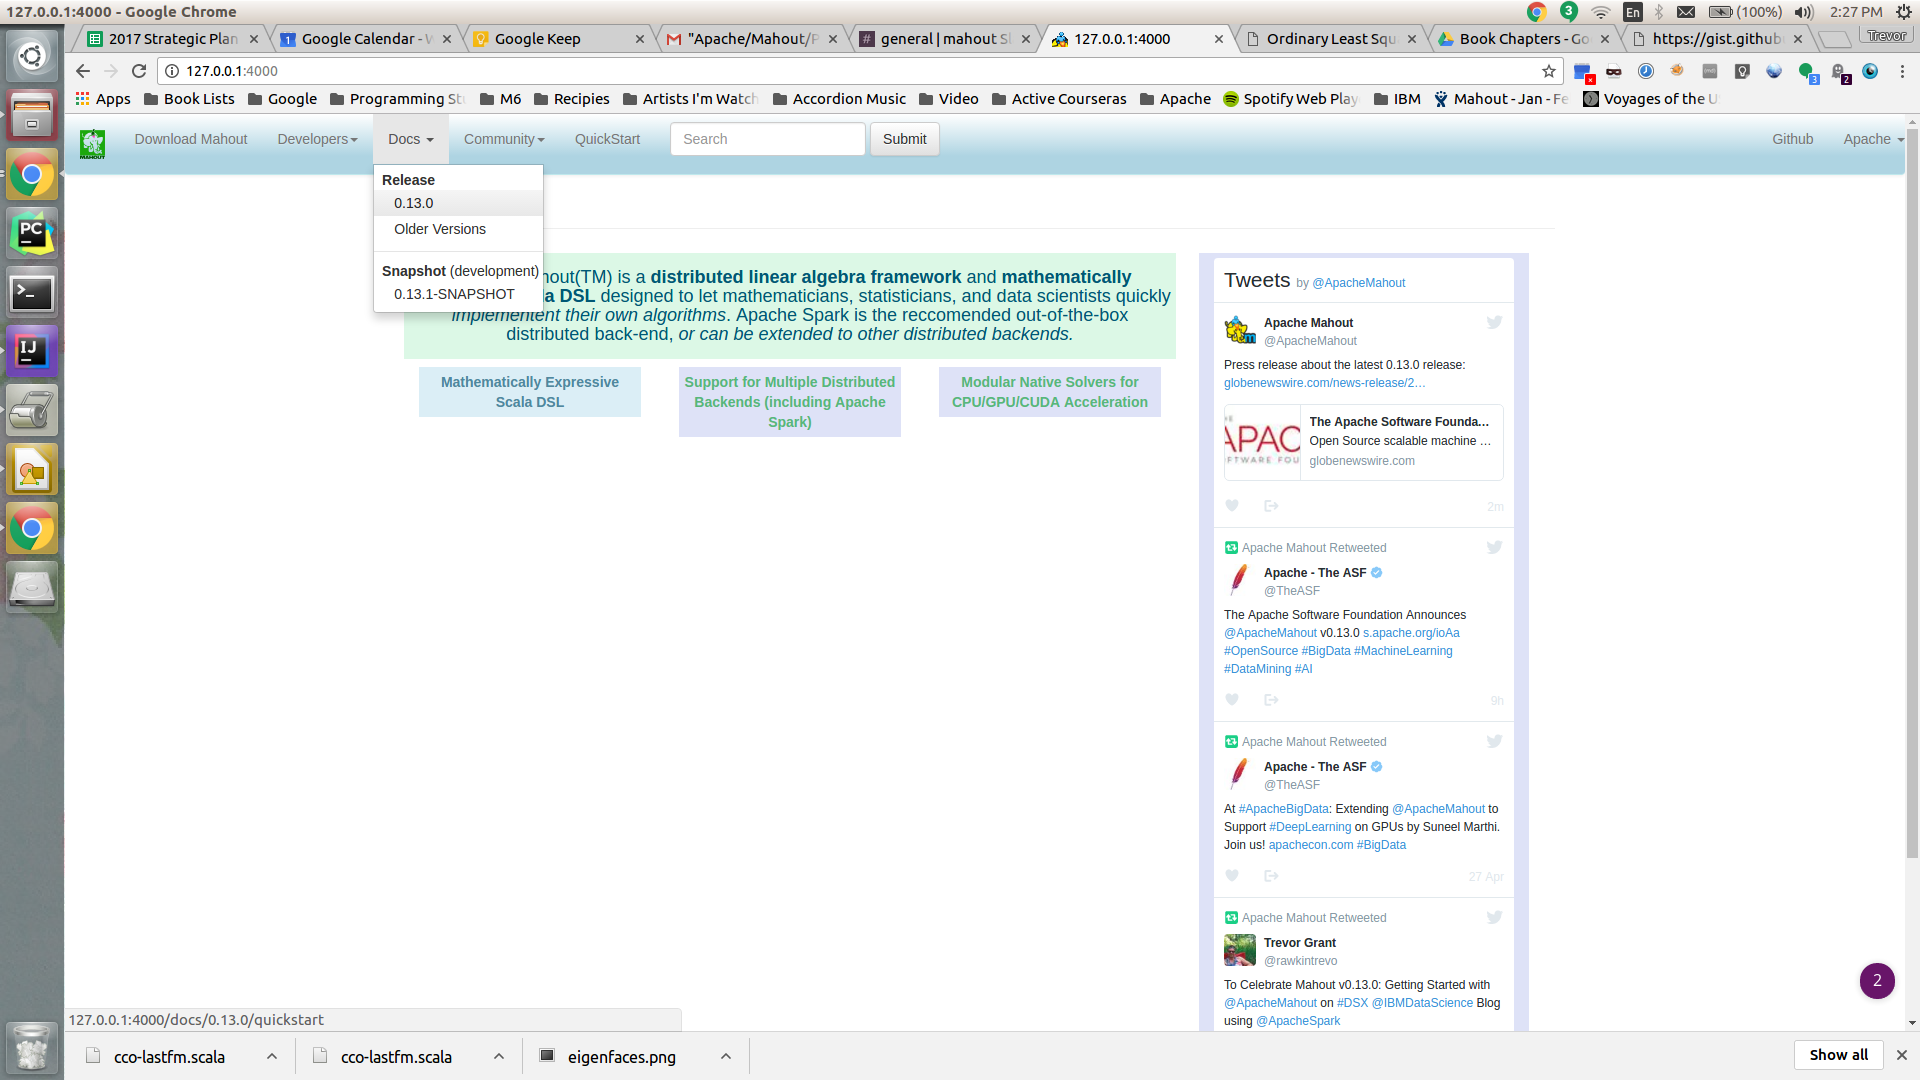 127.0.0.1:4000 - Google Chrome
3
En
(100%)
2:27 PM
2017 Strategic Plan
Google Calendar - W
Google Keep
"Apache/Mahout/P
general | mahout Sl
127.0.0.1:4000
Ordinary Least Squ
Book Chapters - Go
https://gist.github
Trevor
127.0.0.1:4000
Apps
Book Lists
Google
Programming St
M6
Recipies
Artists I'm Watch
Accordion Music
Video
Active Courseras
Apache
Spotify Web Play
IBM
Mahout - Jan - Fe
Voyages of the U
MAHOUT
Download Mahout
Developers
Docs
Community
QuickStart
Search
Submit
Github
Apache
Release
0.13.0
Older Versions
Snapshot (development)
0.13.1-SNAPSHOT
hout(TM) is a distributed linear algebra framework and mathematically
a DSL designed to let mathematicians, statisticians, and data scientists quickly
implementent their own algorithms. Apache Spark is the reccomended out-of-the-box
distributed back-end, or can be extended to other distributed backends.
Mathematically Expressive
Scala DSL
Support for Multiple Distributed
Backends (including Apache
Spark)
Modular Native Solvers for
CPU/GPU/CUDA Acceleration
Tweets by @ApacheMahout
Apache Mahout
@ApacheMahout
Press release about the latest 0.13.0 release:
globenewswire.com/news-release/2…
The Apache Software Founda...
Open Source scalable machine ...
globenewswire.com
2m
Apache Mahout Retweeted
Apache - The ASF
@TheASF
The Apache Software Foundation Announces
@ApacheMahout v0.13.0 s.apache.org/ioAa
#OpenSource #BigData #MachineLearning
#DataMining #AI
9h
Apache Mahout Retweeted
Apache - The ASF
@TheASF
At #ApacheBigData: Extending @ApacheMahout to
Support #DeepLearning on GPUs by Suneel Marthi.
Join us! apachecon.com #BigData
27 Apr
Apache Mahout Retweeted
Trevor Grant
@rawkintrevo
To Celebrate Mahout v0.13.0: Getting Started with
@ApacheMahout on #DSX @IBMDataScience Blog
using @ApacheSpark
2
127.0.0.1:4000/docs/0.13.0/quickstart
cco-lastfm.scala
cco-lastfm.scala
eigenfaces.png
Show all